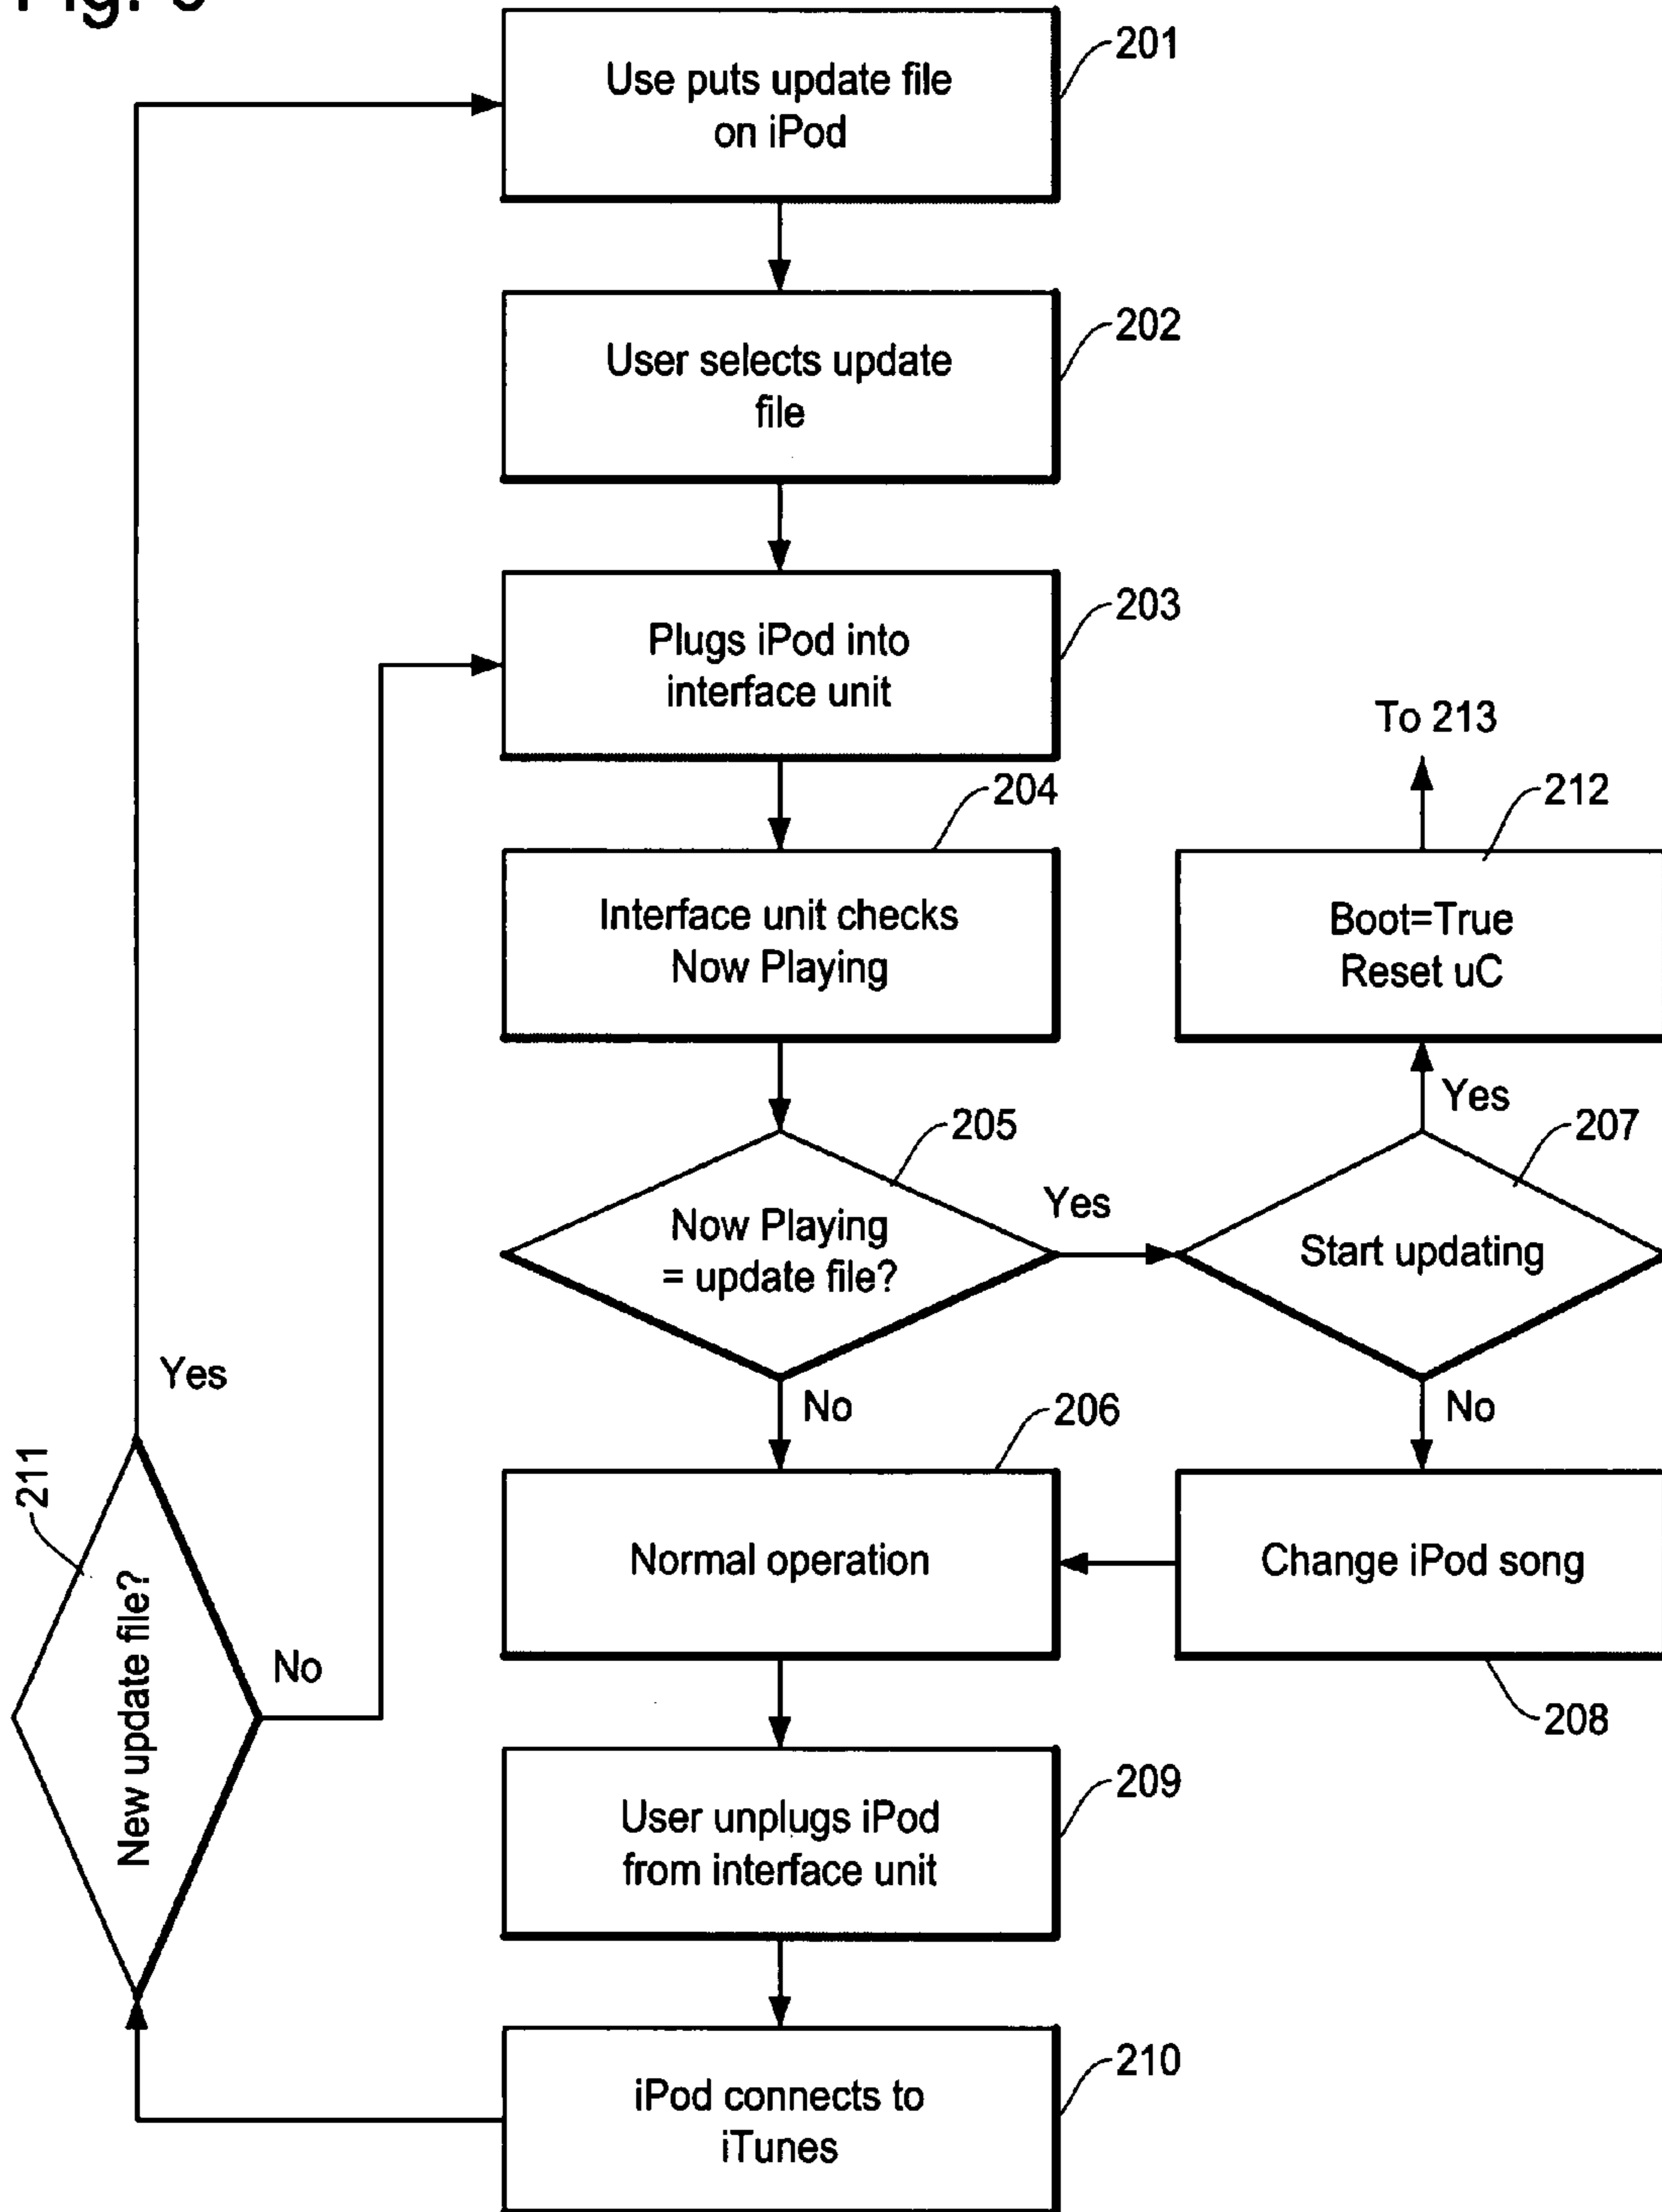 Use puts update file
on iPod
201
User selects update
file
202
Plugs iPod into
interface unit
203
To 213
204
212
Interface unit checks
Now Playing
Boot=True
Reset uC
Yes
205
207
Now Playing
= update file?
Yes
Start updating
Yes
No
No
206
211
New update file?
No
Normal operation
Change iPod song
208
User unplugs iPod
from interface unit
209
iPod connects to
iTunes
210